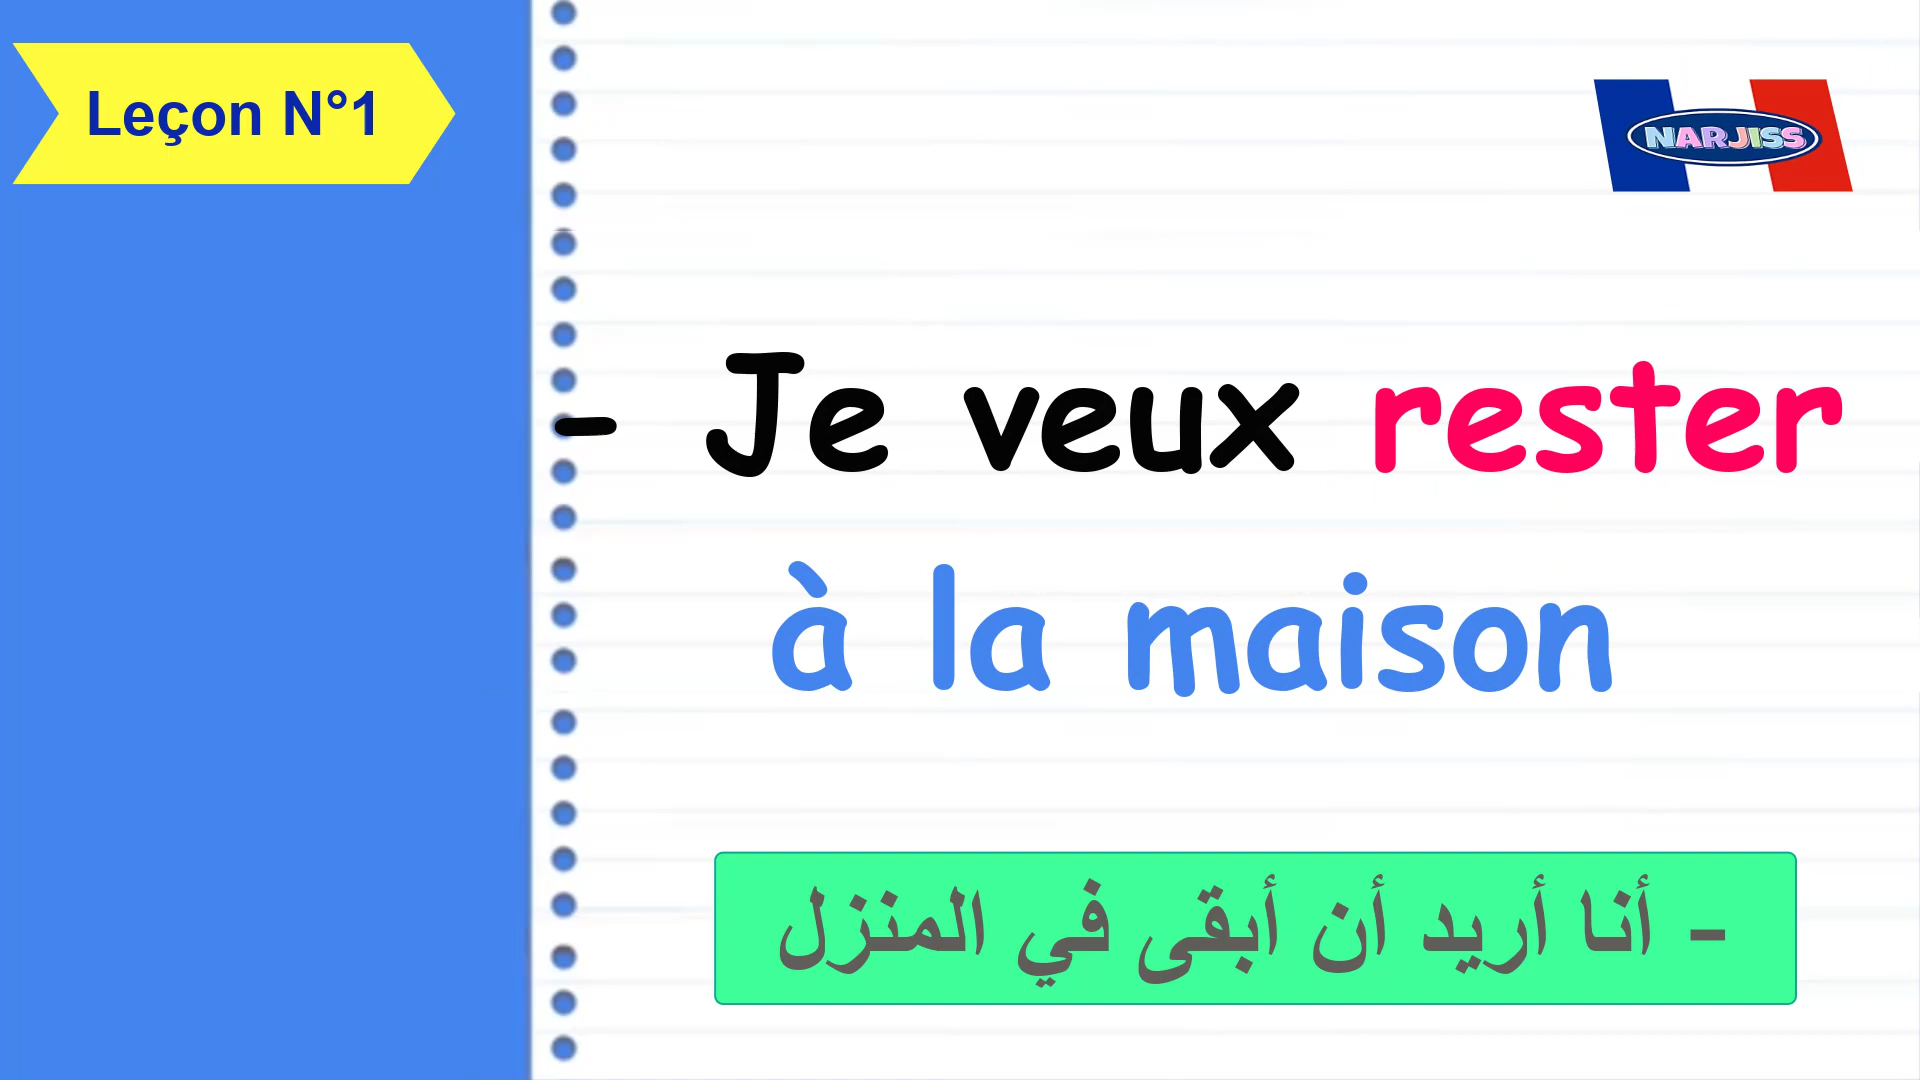 Leçon N°1
NARJISS
- Je veux rester
à la maison
- أنا أريد أن أبقى في المنزل